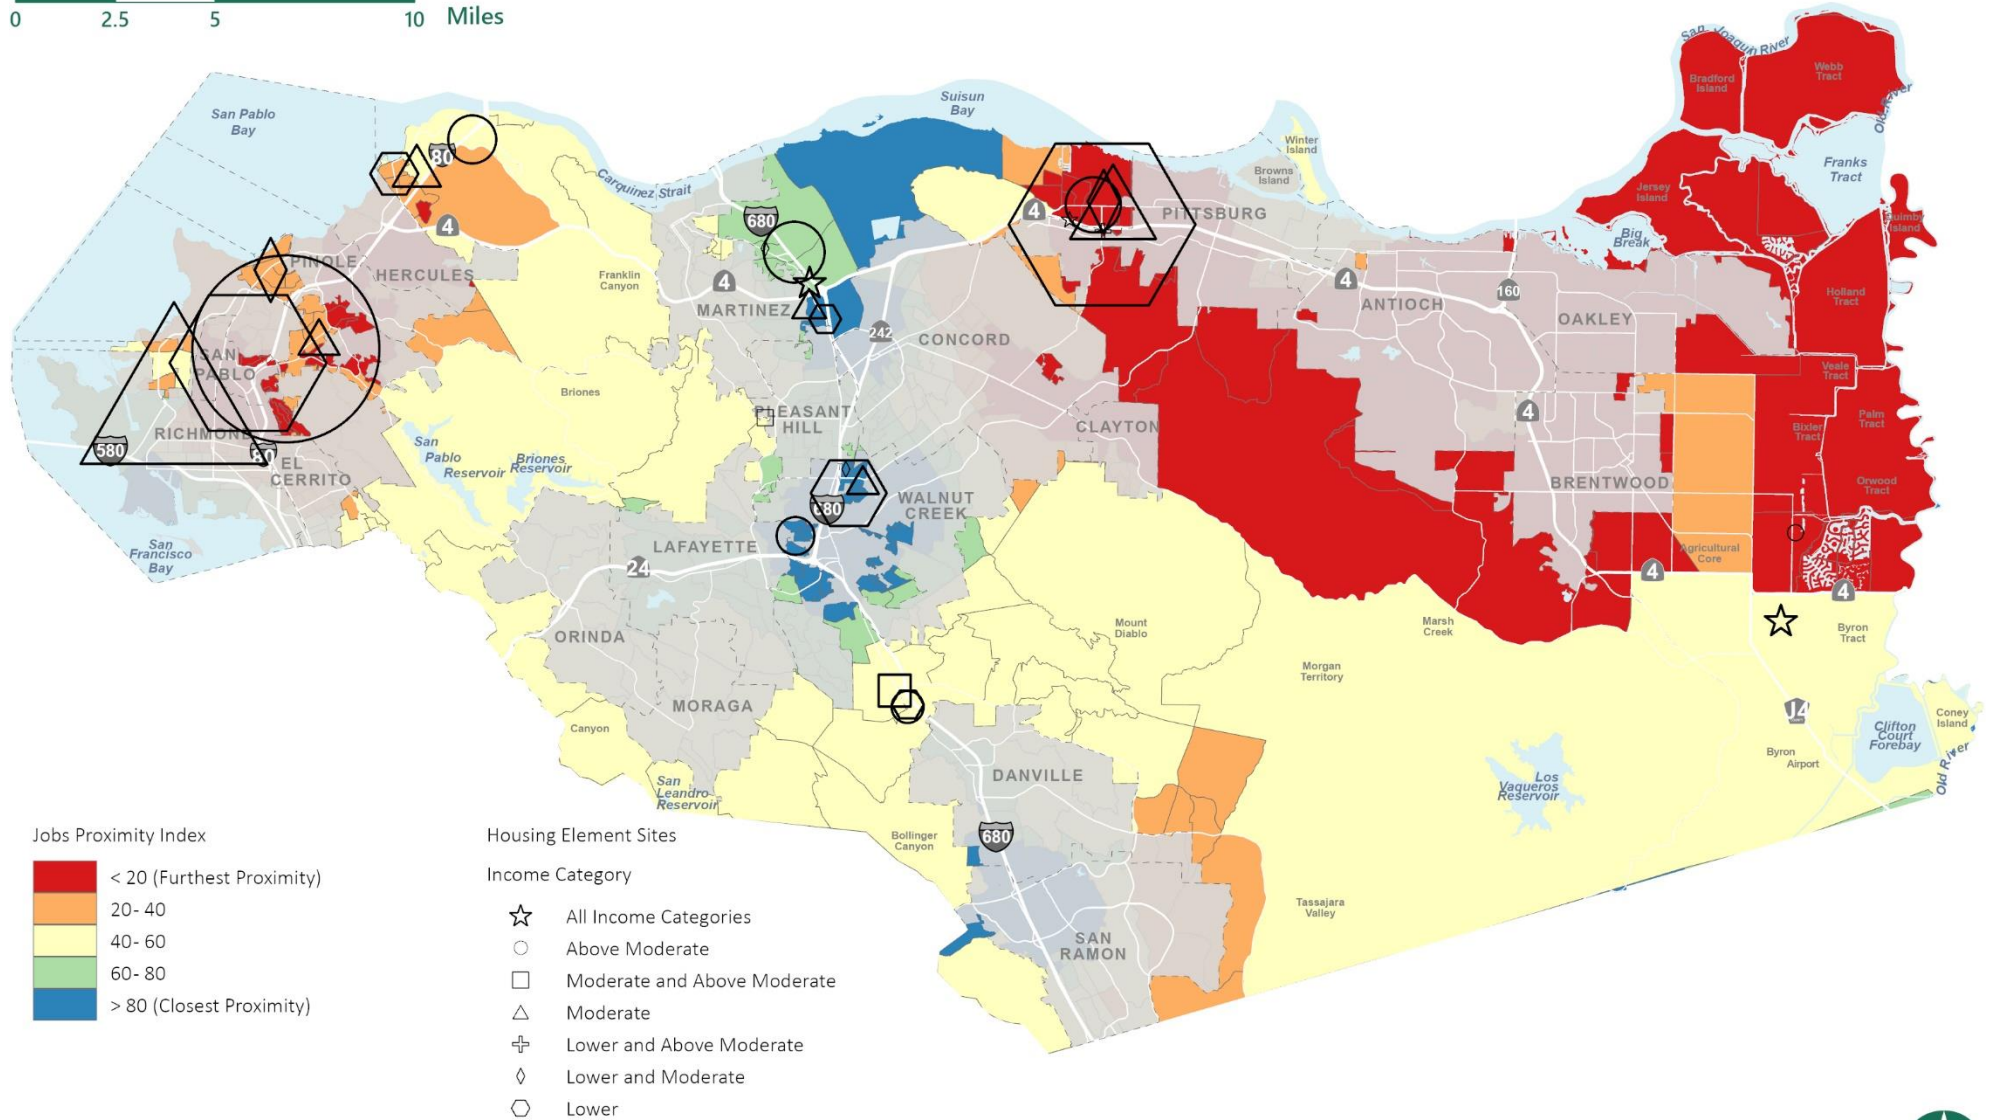 0 2.5 5 10 Miles
San Joaquin River
Bradford
Island
Webb
Tract
Old River
San Pablo
Bay
Suisun
Bay
80
Winter
Island
Franks
Tract
Browns
Island
Carquinez Strait
Jersey
Island
680
4
PITTSBURG
4
Quimby
Island
Big
Break
PINOLE
HERCULES
Franklin
Canyon
4
MARTINEZ
4
ANTIOCH
160
OAKLEY
Holland
Tract
242
CONCORD
SAN
PABLO
Briones
Veale
Tract
PLEASANT
HILL
CLAYTON
4
Palm
Tract
Bixler
Tract
RICHMOND
580
80
San
Pablo
Reservoir
Briones
Reservoir
EL
CERRITO
680
WALNUT
CREEK
BRENTWOOD
Orwood
Tract
San
Francisco
Bay
LAFAYETTE
24
Agricultural
Core
4
4
ORINDA
Mount
Diablo
Marsh
Creek
Byron
Tract
Morgan
Territory
MORAGA
Canyon
J4
Coney
Island
Clifton
Court
Forebay
Byron
Airport
Old River
San
Leandro
Reservoir
DANVILLE
Los
Vaqueros
Reservoir
680
Bollinger
Canyon
Tassajara
Valley
SAN
RAMON
Jobs Proximity Index
< 20 (Furthest Proximity)
20- 40
40- 60
60- 80
> 80 (Closest Proximity)
Housing Element Sites
Income Category
All Income Categories
Above Moderate
Moderate and Above Moderate
Moderate
Lower and Above Moderate
Lower and Moderate
Lower